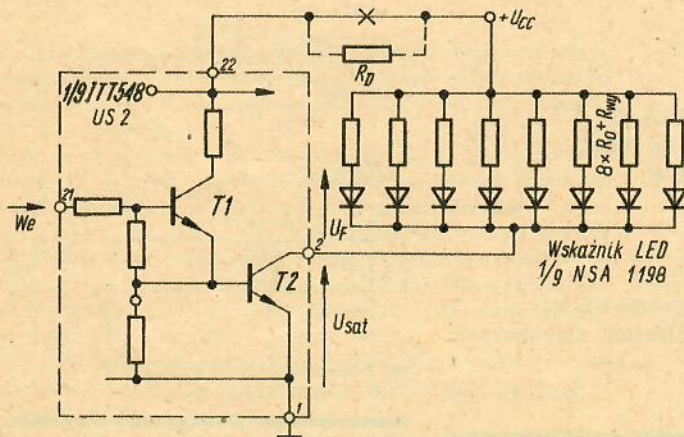 +Ucc
22
RD
1/9 ITT548
US 2
8×RD+Rwy
21
We
T1
UF
2
T2
Usat
Wskaźnik LED
1/9 NSA 1198
1